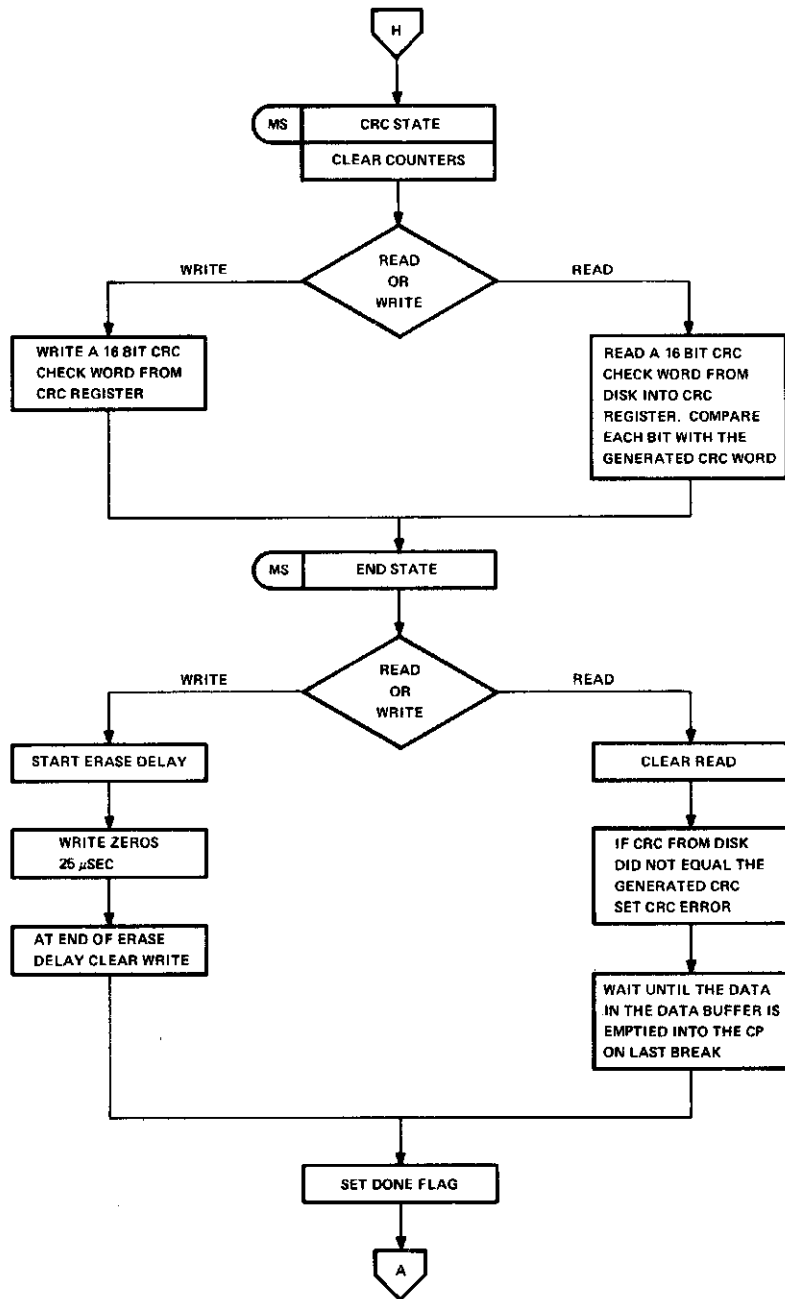 H
MS
CRC STATE
CLEAR COUNTERS
WRITE
READ
OR
WRITE
READ
WRITE A 16 BIT CRC
CHECK WORD FROM
CRC REGISTER
READ A 16 BIT CRC
CHECK WORD FROM
DISK INTO CRC
REGISTER. COMPARE
EACH BIT WITH THE
GENERATED CRC WORD
MS
END STATE
WRITE
READ
OR
WRITE
READ
START ERASE DELAY
CLEAR READ
WRITE ZEROS
25 μSEC
IF CRC FROM DISK
DID NOT EQUAL THE
GENERATED CRC
SET CRC ERROR
AT END OF ERASE
DELAY CLEAR WRITE
WAIT UNTIL THE DATA
IN THE DATA BUFFER IS
EMPTIED INTO THE CP
ON LAST BREAK
SET DONE FLAG
A